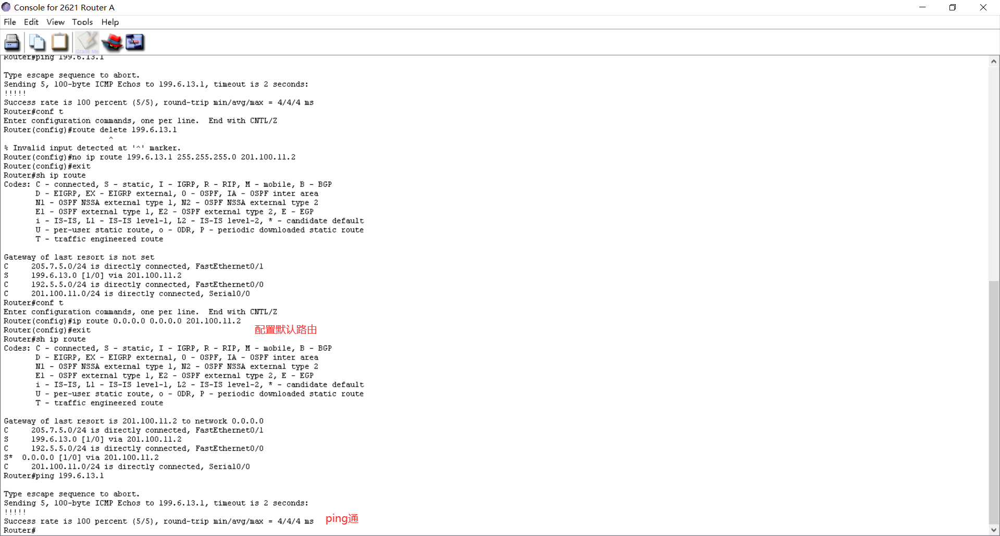 Console for 2621 Router A
File Edit View Tools Help
Grade Me
Router#ping 199.6.13.1
Type escape sequence to abort.
Sending 5, 100-byte ICMP Echos to 199.6.13.1, timeout is 2 seconds:
!!!!!
Success rate is 100 percent (5/5), round-trip min/avg/max = 4/4/4 ms
Router#conf t
Enter configuration commands, one per line.  End with CNTL/Z
Router(config)#route delete 199.6.13.1
^
% Invalid input detected at '^' marker.
Router(config)#no ip route 199.6.13.1 255.255.255.0 201.100.11.2
Router(config)#exit
Router#sh ip route
Codes: C - connected, S - static, I - IGRP, R - RIP, M - mobile, B - BGP
D - EIGRP, EX - EIGRP external, O - OSPF, IA - OSPF inter area
N1 - OSPF NSSA external type 1, N2 - OSPF NSSA external type 2
E1 - OSPF external type 1, E2 - OSPF external type 2, E - EGP
i - IS-IS, L1 - IS-IS level-1, L2 - IS-IS level-2, * - candidate default
U - per-user static route, o - ODR, P - periodic downloaded static route
T - traffic engineered route
Gateway of last resort is not set
C     205.7.5.0/24 is directly connected, FastEthernet0/1
S     199.6.13.0 [1/0] via 201.100.11.2
C     192.5.5.0/24 is directly connected, FastEthernet0/0
C     201.100.11.0/24 is directly connected, Serial0/0
Router#conf t
Enter configuration commands, one per line.  End with CNTL/Z
Router(config)#ip route 0.0.0.0 0.0.0.0 201.100.11.2
Router(config)#exit
配置默认路由
Router#sh ip route
Codes: C - connected, S - static, I - IGRP, R - RIP, M - mobile, B - BGP
D - EIGRP, EX - EIGRP external, O - OSPF, IA - OSPF inter area
N1 - OSPF NSSA external type 1, N2 - OSPF NSSA external type 2
E1 - OSPF external type 1, E2 - OSPF external type 2, E - EGP
i - IS-IS, L1 - IS-IS level-1, L2 - IS-IS level-2, * - candidate default
U - per-user static route, o - ODR, P - periodic downloaded static route
T - traffic engineered route
Gateway of last resort is 201.100.11.2 to network 0.0.0.0
C     205.7.5.0/24 is directly connected, FastEthernet0/1
S     199.6.13.0 [1/0] via 201.100.11.2
C     192.5.5.0/24 is directly connected, FastEthernet0/0
S*  0.0.0.0 [1/0] via 201.100.11.2
C     201.100.11.0/24 is directly connected, Serial0/0
Router#ping 199.6.13.1
Type escape sequence to abort.
Sending 5, 100-byte ICMP Echos to 199.6.13.1, timeout is 2 seconds:
!!!!!
Success rate is 100 percent (5/5), round-trip min/avg/max = 4/4/4 ms
ping通
Router#